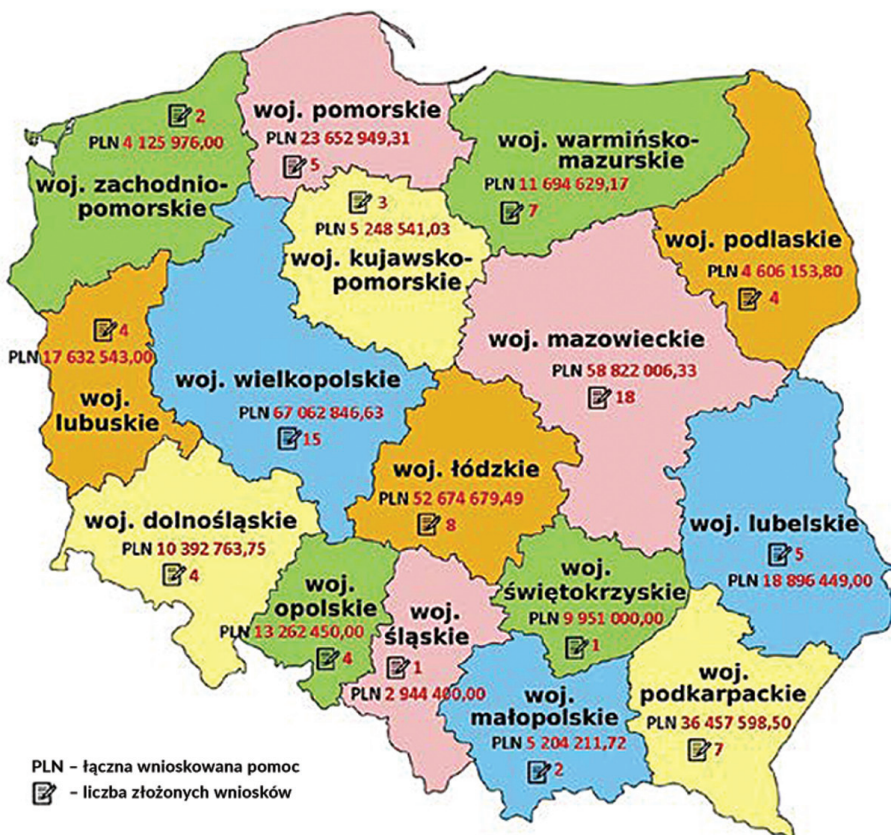 2
PLN 4 125 976,00
woj. zachodnio-
pomorskie
woj. pomorskie
PLN 23 652 949,31
5
woj. warmińsko-
mazurskie
PLN 11 694 629,17
7
3
PLN 5 248 541,03
woj. kujawsko-
pomorskie
woj. podlaskie
PLN 4 606 153,80
4
4
PLN 17 632 543,00
woj.
lubuskie
woj. wielkopolskie
PLN 67 062 846,63
15
woj. mazowieckie
PLN 58 822 006,33
18
woj. łódzkie
PLN 52 674 679,49
8
woj. dolnośląskie
PLN 10 392 763,75
4
woj. lubelskie
5
PLN 18 896 449,00
woj.
opolskie
PLN 13 262 450,00
4
woj.
śląskie
1
PLN 2 944 400,00
woj.
świętokrzyskie
PLN 9 951 000,00
1
woj.
małopolskie
PLN 5 204 211,72
2
woj.
podkarpackie
PLN 36 457 598,50
7
PLN – łączna wnioskowana pomoc
– liczba złożonych wniosków